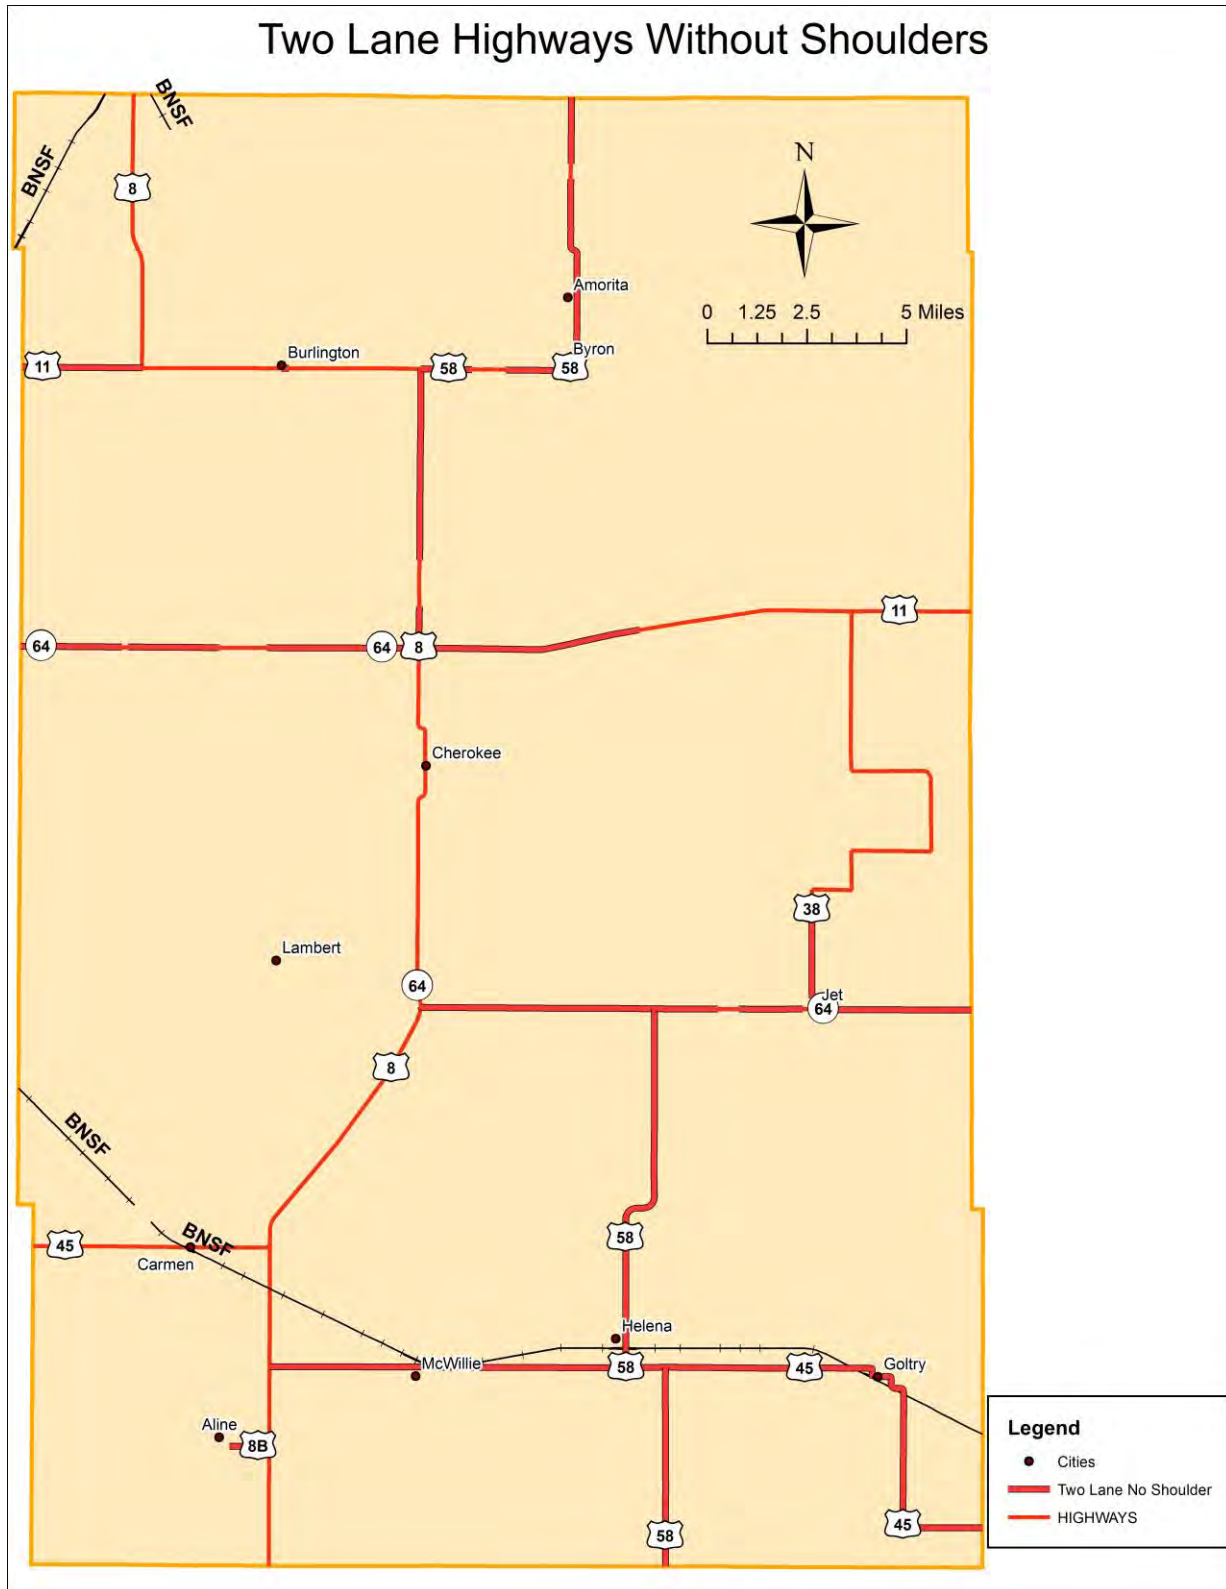 Two Lane Highways Without Shoulders
BNSF
BNSF
8
N
Amorita
0 1.25 2.5 5 Miles
Byron
Burlington
11
58
58
11
64
64
8
Cherokee
38
Lambert
64
Jet
64
8
BNSF
BNSF
45
58
Carmen
Helena
McWillie
58
45
Goltry
Aline
8B
Legend
Cities
Two Lane No Shoulder
HIGHWAYS
45
58